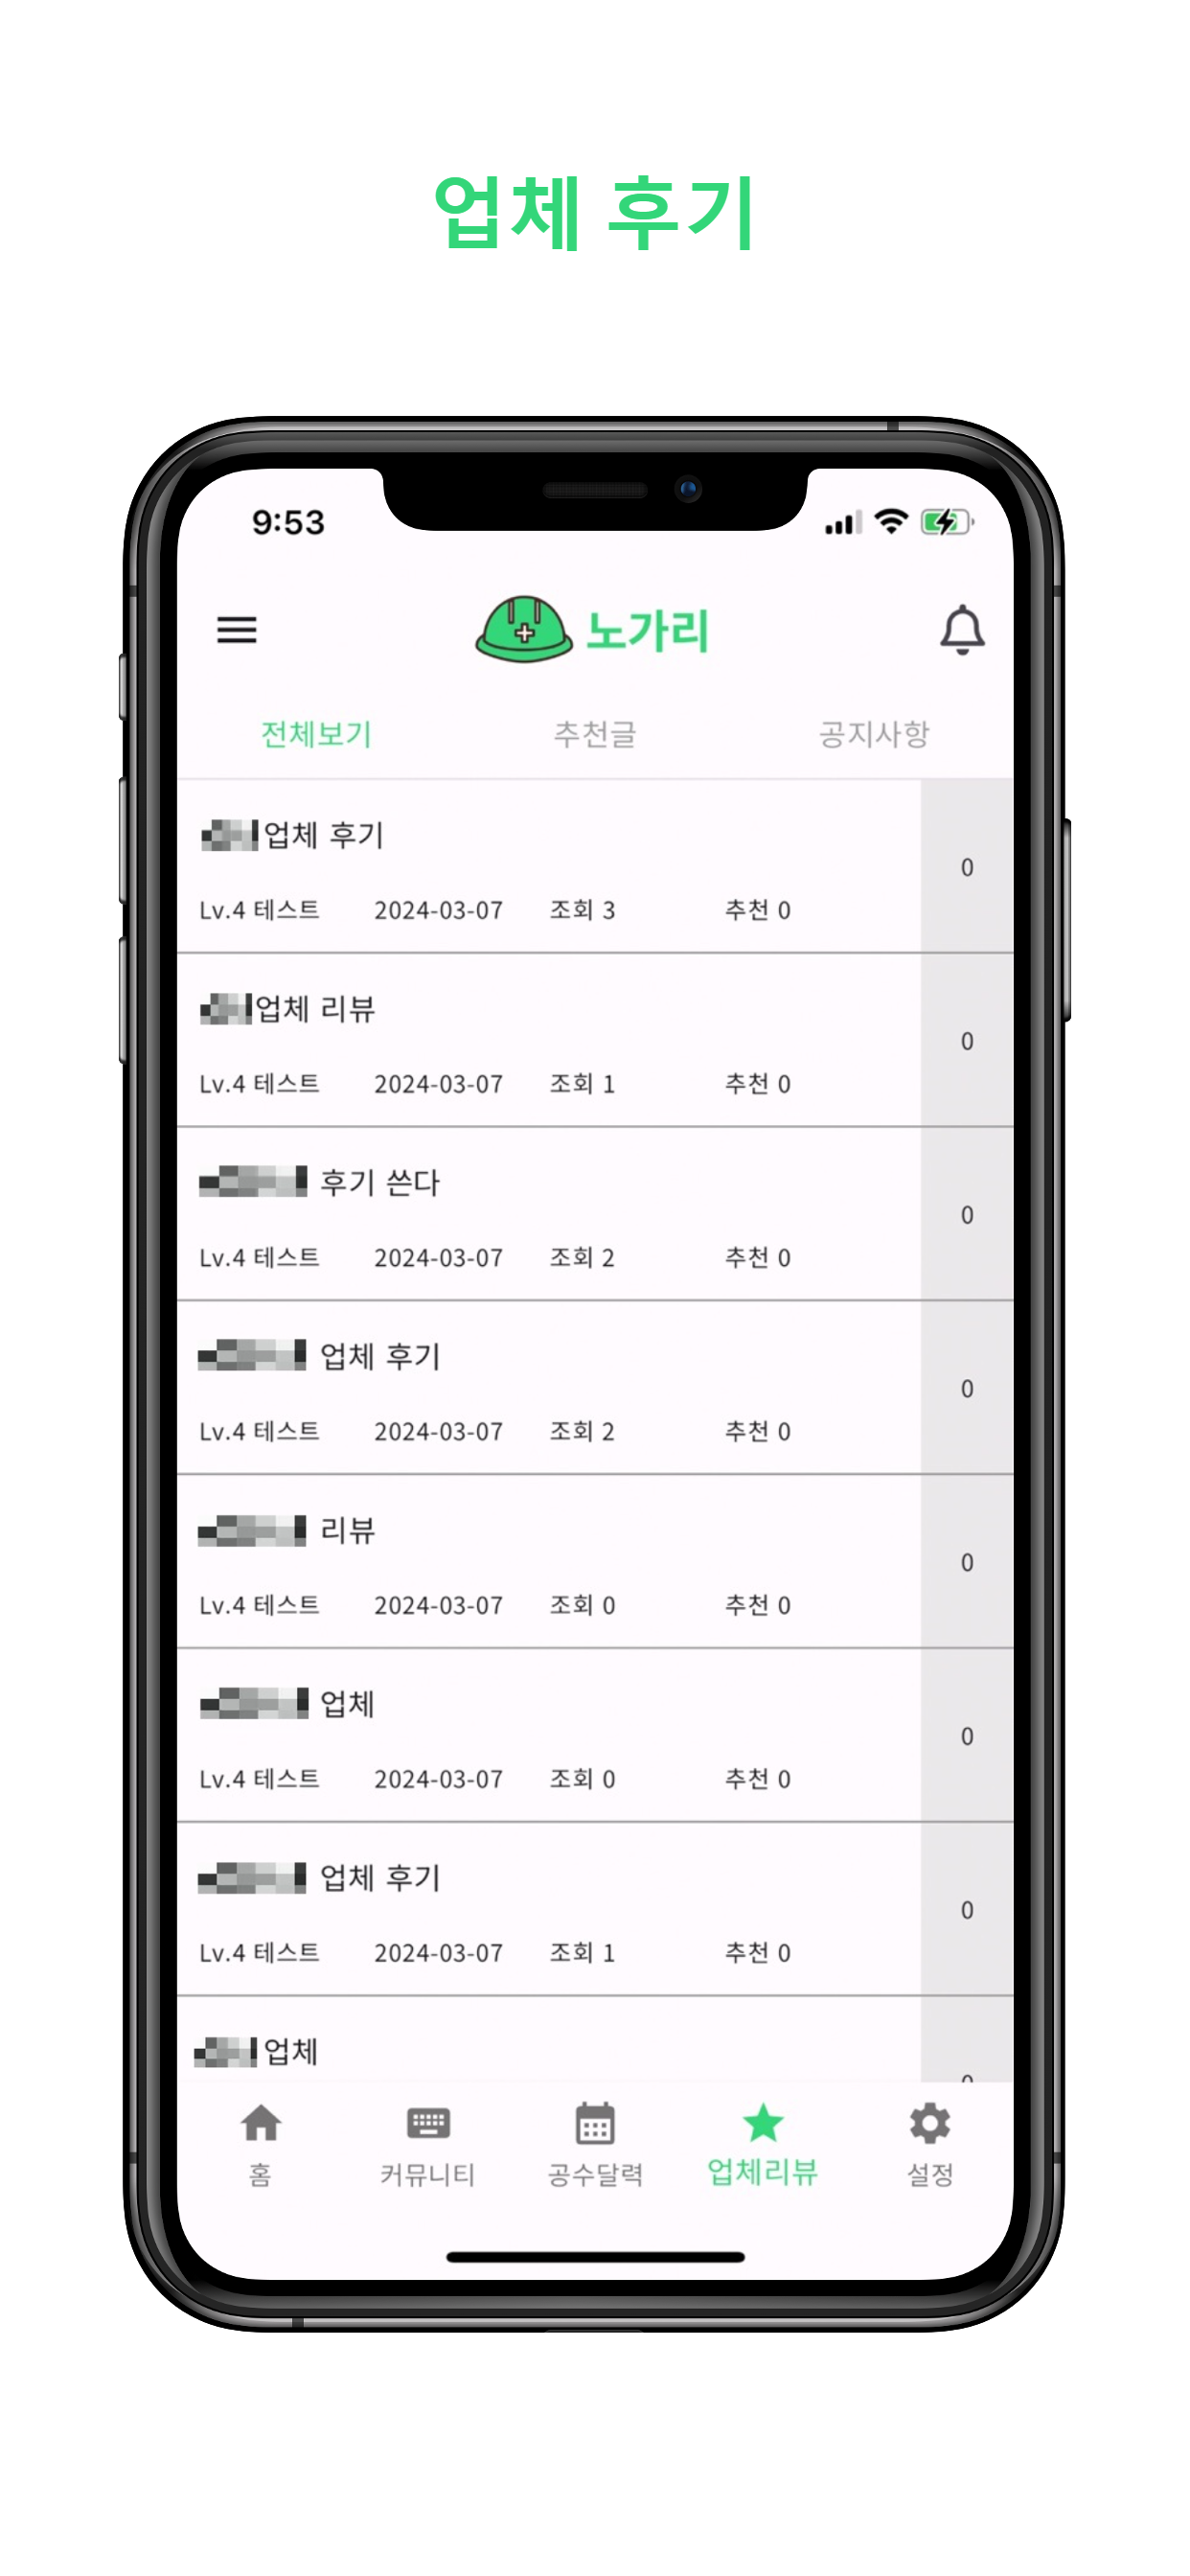 업체 후기
9:53
노가리
전체보기 추천글 공지사항
업체 후기
0
Lv.4 테스트 2024-03-07 조회 3 추천 0
업체 리뷰
0
Lv.4 테스트 2024-03-07 조회 1 추천 0
후기 쓴다
0
Lv.4 테스트 2024-03-07 조회 2 추천 0
업체 후기
0
Lv.4 테스트 2024-03-07 조회 2 추천 0
리뷰
0
Lv.4 테스트 2024-03-07 조회 0 추천 0
업체
0
Lv.4 테스트 2024-03-07 조회 0 추천 0
업체 후기
0
Lv.4 테스트 2024-03-07 조회 1 추천 0
업체
홈 커뮤니티 공수달력 업체리뷰 설정